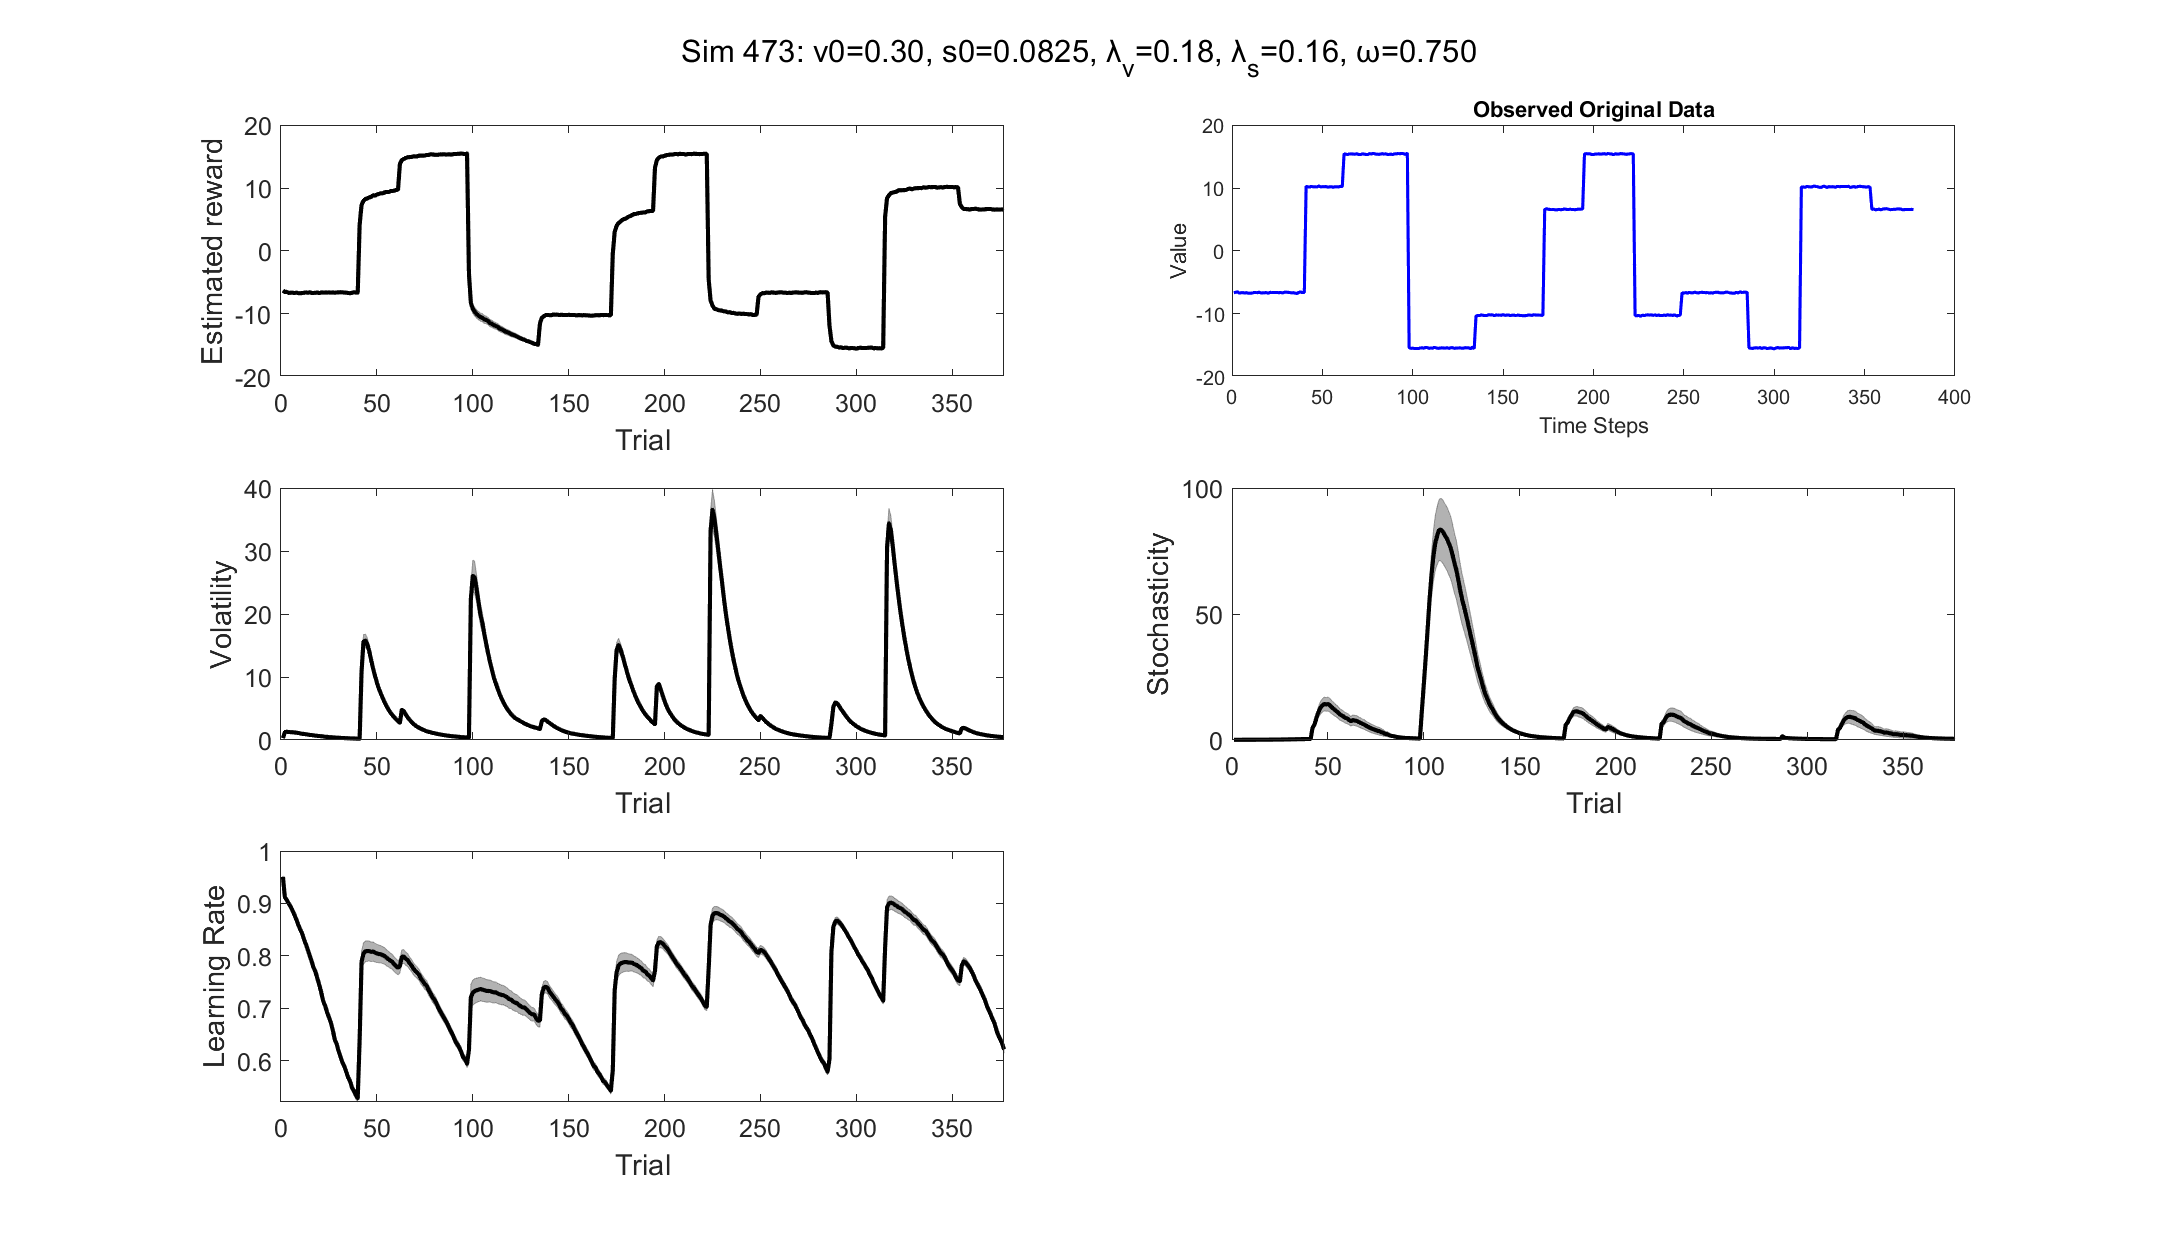 Sim 473: v0=0.30, s0=0.0825, λv=0.18, λs=0.16, ω=0.750
Estimated reward
20
10
0
-10
-20
0 50 100 150 200 250 300 350
Trial
Observed Original Data
Value
20
10
0
-10
-20
0 50 100 150 200 250 300 350 400
Time Steps
Volatility
40
30
20
10
0
0 50 100 150 200 250 300 350
Trial
Stochasticity
100
50
0
0 50 100 150 200 250 300 350
Trial
Learning Rate
1
0.9
0.8
0.7
0.6
0 50 100 150 200 250 300 350
Trial